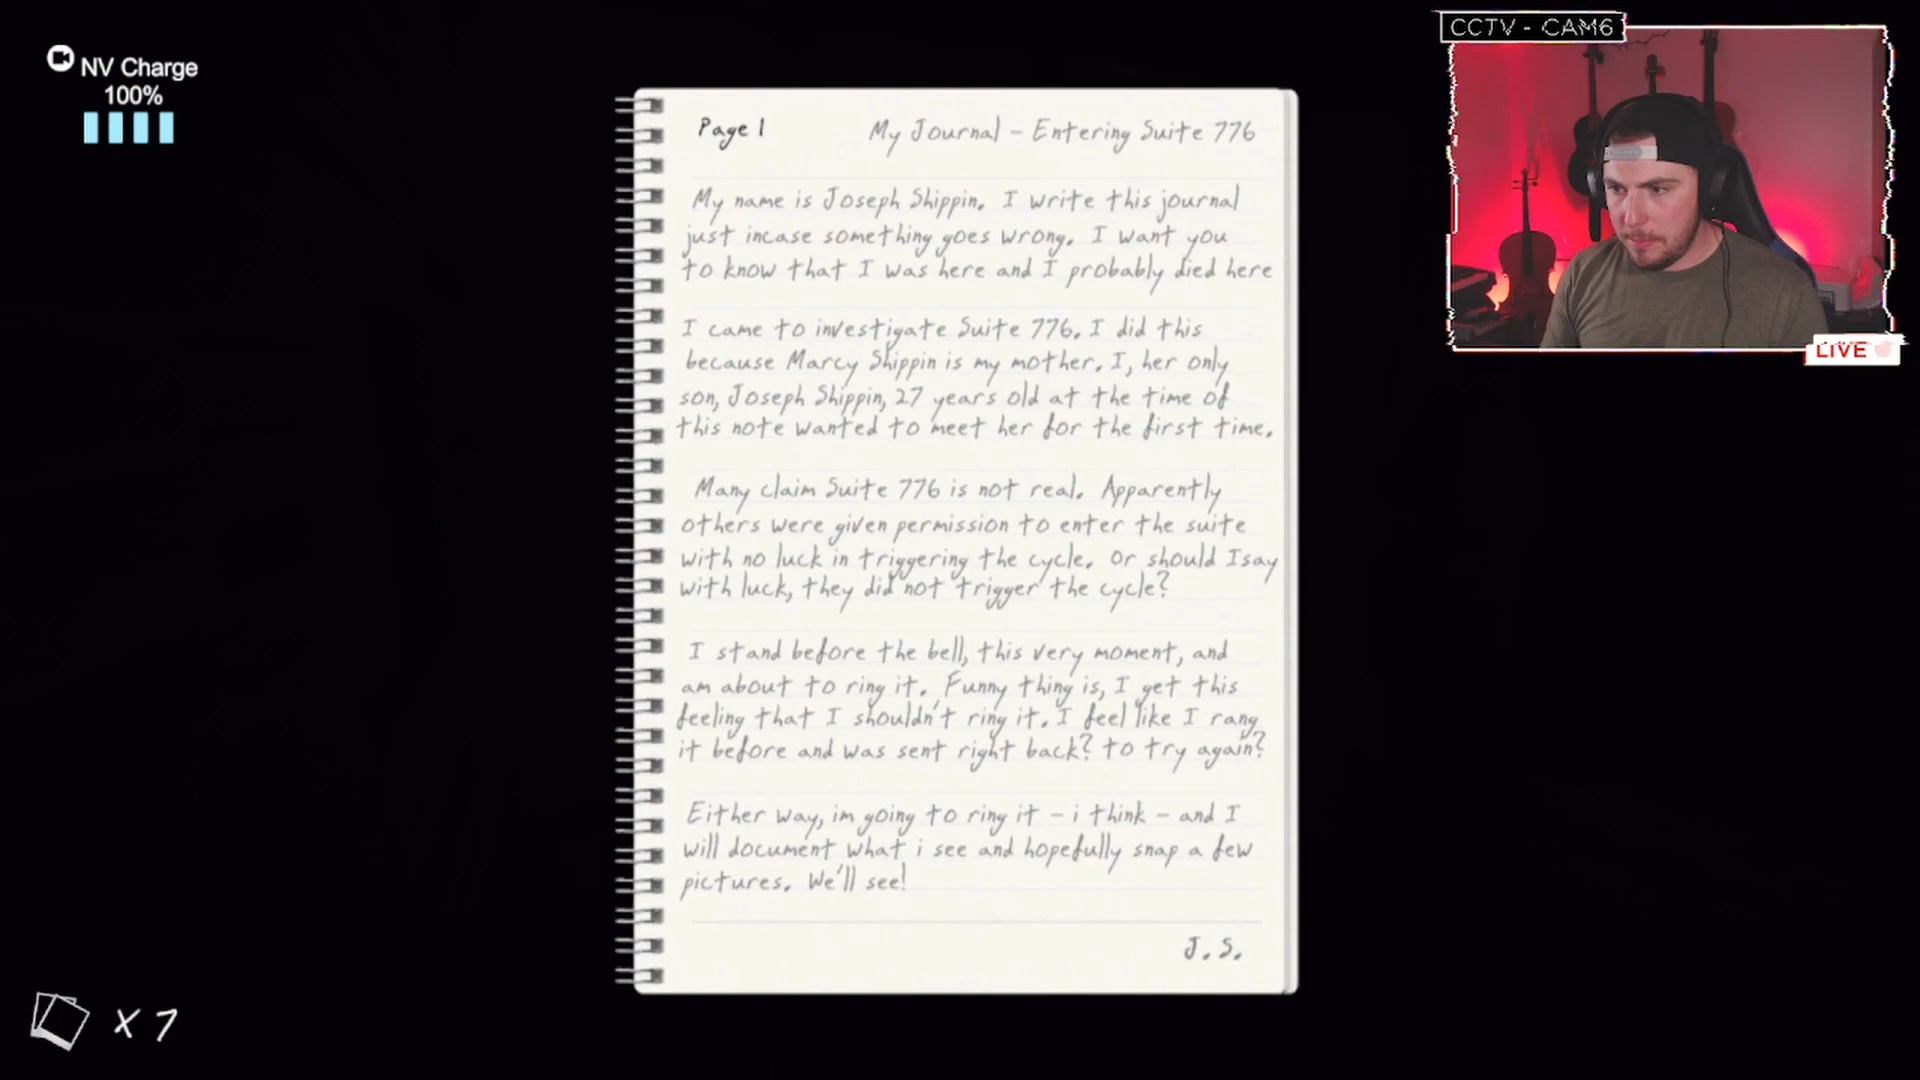 NV Charge
100%
CCTV - CAM6
Page 1
My Journal - Entering Suite 776
My name is Joseph Shippin. I write this journal
just incase something goes wrong. I want you
to know that I was here and I probably died here
I came to investigate Suite 776. I did this
because Marcy Shippin is my mother. I, her only
son, Joseph Shippin, 27 years old at the time of
this note wanted to meet her for the first time.
Many claim Suite 776 is not real. Apparently
others were given permission to enter the suite
with no luck in triggering the cycle. Or should I say
with luck, they did not trigger the cycle?
I stand before the bell, this very moment, and
am about to ring it. Funny thing is, I get this
feeling that I shouldn't ring it. I feel like I rang
it before and was sent right back? to try again?
Either way, im going to ring it - i think - and I
will document what i see and hopefully snap a few
pictures. We'll see!
J.S.
LIVE
X 7